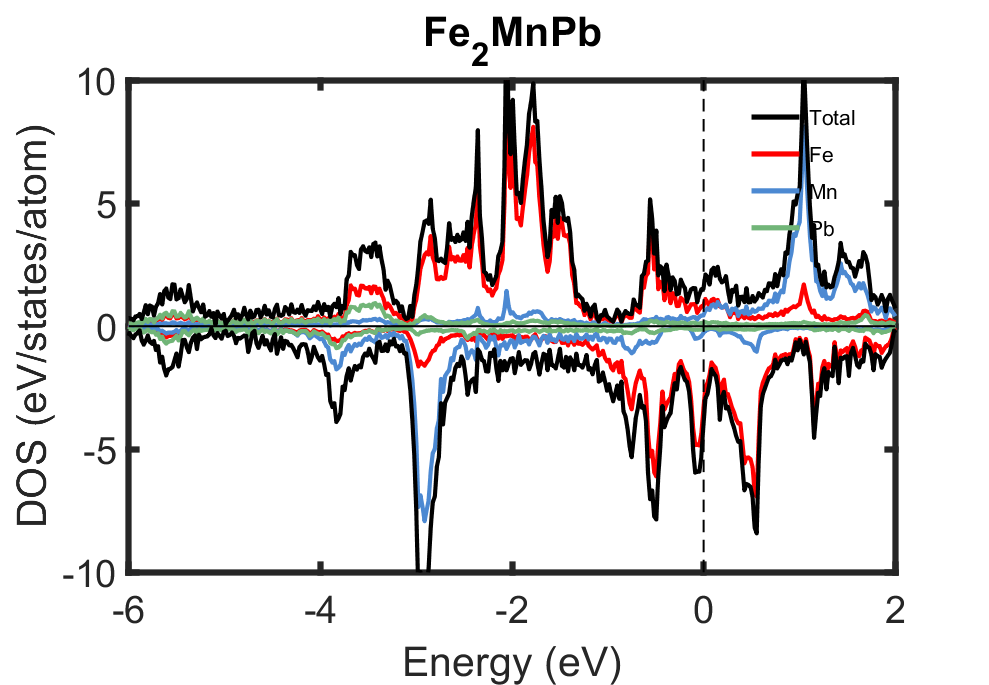 Fe2MnPb
DOS (eV/states/atom)
10
5
0
-5
-10
Total
Fe
Mn
Pb
-6 -4 -2 0 2
Energy (eV)